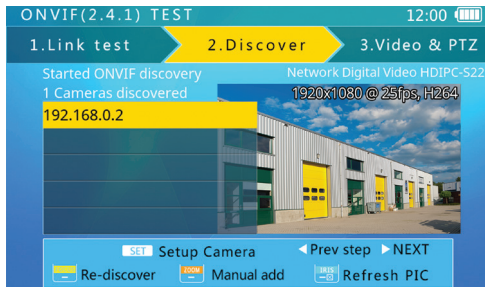 ONVIF(2.4.1) TEST 12:00
1.Link test 2.Discover 3.Video & PTZ
Started ONVIF discovery Network Digital Video HDIPC-S22
1 Cameras discovered 1920x1080 @ 25fps, H264
192.168.0.2
SET Setup Camera Prev step NEXT
Re-discover ZOOM Manual add IRIS Refresh PIC